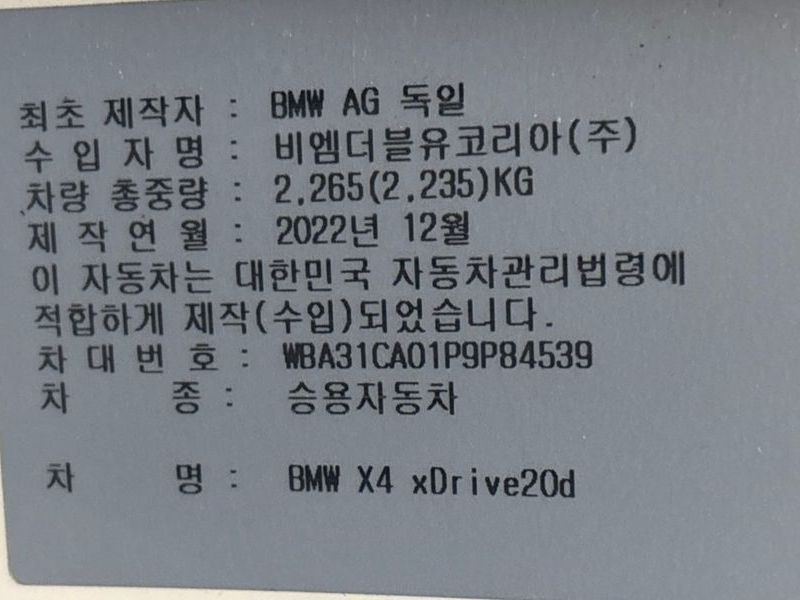 최초 제작자 : BMW AG 독일
수 입 자 명 : 비엠더블유코리아(주)
차량 총중량 : 2,265(2,235)KG
제 작 연 월 : 2022년 12월
이 자동차는 대한민국 자동차관리법령에
적합하게 제작(수입)되었습니다.
차 대 번 호 : WBA31CA01P9P84539
차 종 : 승용자동차
차 명 : BMW X4 xDrive20d